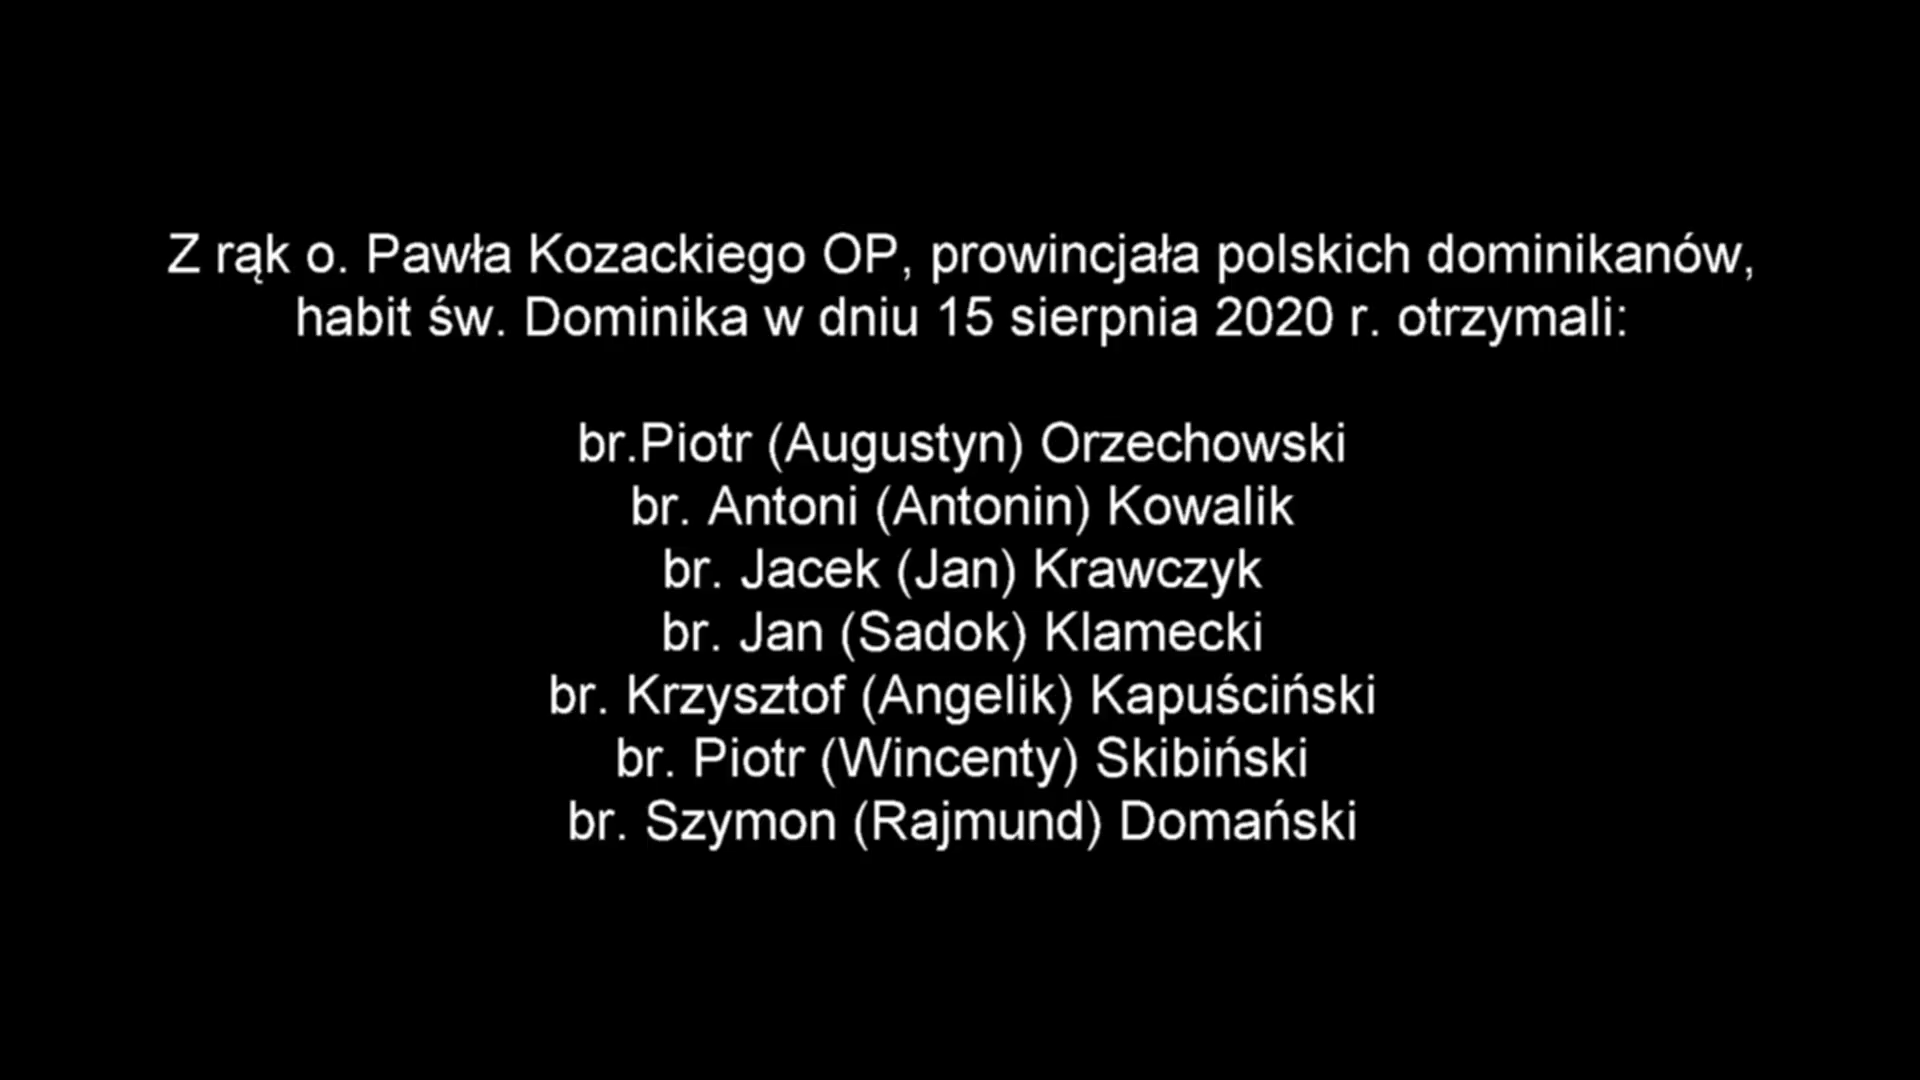 Z rąk o. Pawła Kozackiego OP, prowincjała polskich dominikanów,
habit św. Dominika w dniu 15 sierpnia 2020 r. otrzymali:
br.Piotr (Augustyn) Orzechowski
br. Antoni (Antonin) Kowalik
br. Jacek (Jan) Krawczyk
br. Jan (Sadok) Klamecki
br. Krzysztof (Angelik) Kapuściński
br. Piotr (Wincenty) Skibiński
br. Szymon (Rajmund) Domański